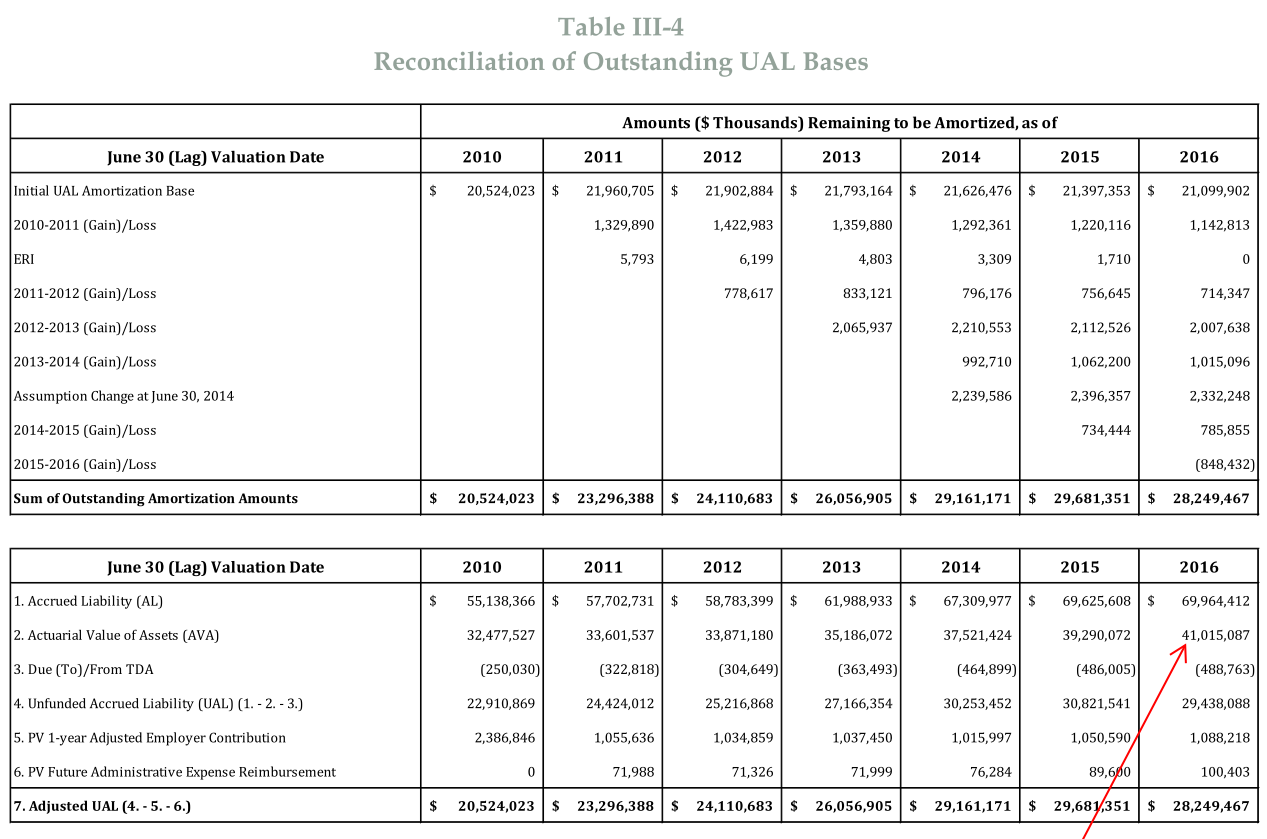 Table III-4
Reconciliation of Outstanding UAL Bases
Amounts ($ Thousands) Remaining to be Amortized, as of
June 30 (Lag) Valuation Date 2010 2011 2012 2013 2014 2015 2016
Initial UAL Amortization Base $ 20,524,023 $ 21,960,705 $ 21,902,884 $ 21,793,164 $ 21,626,476 $ 21,397,353 $ 21,099,902
2010-2011 (Gain)/Loss 1,329,890 1,422,983 1,359,880 1,292,361 1,220,116 1,142,813
ERI 5,793 6,199 4,803 3,309 1,710 0
2011-2012 (Gain)/Loss 778,617 833,121 796,176 756,645 714,347
2012-2013 (Gain)/Loss 2,065,937 2,210,553 2,112,526 2,007,638
2013-2014 (Gain)/Loss 992,710 1,062,200 1,015,096
Assumption Change at June 30, 2014 2,239,586 2,396,357 2,332,248
2014-2015 (Gain)/Loss 734,444 785,855
2015-2016 (Gain)/Loss (848,432)
Sum of Outstanding Amortization Amounts $ 20,524,023 $ 23,296,388 $ 24,110,683 $ 26,056,905 $ 29,161,171 $ 29,681,351 $ 28,249,467
June 30 (Lag) Valuation Date 2010 2011 2012 2013 2014 2015 2016
1. Accrued Liability (AL) $ 55,138,366 $ 57,702,731 $ 58,783,399 $ 61,988,933 $ 67,309,977 $ 69,625,608 $ 69,964,412
2. Actuarial Value of Assets (AVA) 32,477,527 33,601,537 33,871,180 35,186,072 37,521,424 39,290,072 41,015,087
3. Due (To)/From TDA (250,030) (322,818) (304,649) (363,493) (464,899) (486,005) (488,763)
4. Unfunded Accrued Liability (UAL) (1. - 2. - 3.) 22,910,869 24,424,012 25,216,868 27,166,354 30,253,452 30,821,541 29,438,088
5. PV 1-year Adjusted Employer Contribution 2,386,846 1,055,636 1,034,859 1,037,450 1,015,997 1,050,590 1,088,218
6. PV Future Administrative Expense Reimbursement 0 71,988 71,326 71,999 76,284 89,600 100,403
7. Adjusted UAL (4. - 5. - 6.) $ 20,524,023 $ 23,296,388 $ 24,110,683 $ 26,056,905 $ 29,161,171 $ 29,681,351 $ 28,249,467